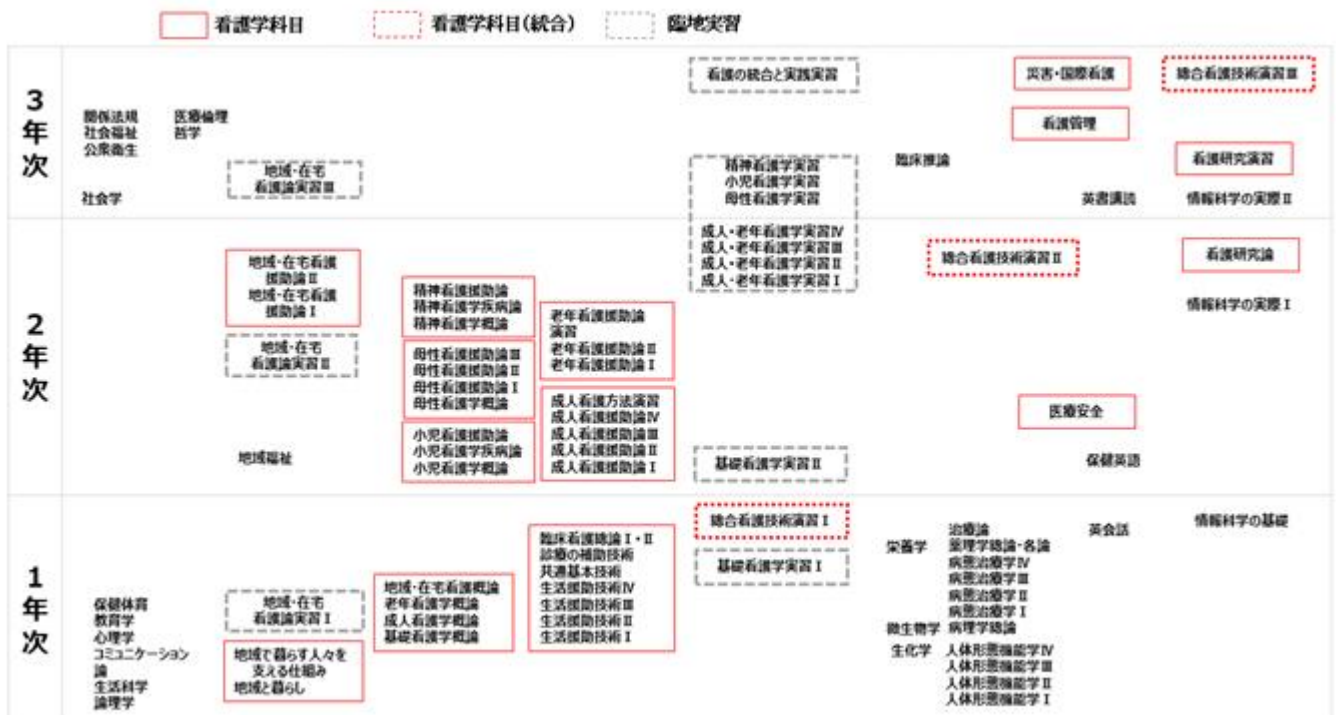 看護学科目
看護学科目(統合)
臨地実習
3年次
関係法規
社会福祉
公衆衛生
医療倫理
哲学
社会学
地域・在宅
看護論実習Ⅲ
看護の統合と実践実習
精神看護学実習
小児看護学実習
母性看護学実習
成人・老年看護学実習Ⅳ
成人・老年看護学実習Ⅲ
成人・老年看護学実習Ⅱ
成人・老年看護学実習Ⅰ
臨床推論
災害・国際看護
看護管理
英書講読
総合看護技術演習Ⅲ
看護研究演習
情報科学の実際Ⅱ
2年次
地域・在宅看護
援助論Ⅱ
地域・在宅看護
援助論Ⅰ
地域・在宅
看護論実習Ⅱ
地域福祉
精神看護援助論
精神看護学疾病論
精神看護学概論
母性看護援助論Ⅲ
母性看護援助論Ⅱ
母性看護援助論Ⅰ
母性看護学概論
小児看護援助論
小児看護学疾病論
小児看護学概論
老年看護援助論
演習
老年看護援助論Ⅱ
老年看護援助論Ⅰ
成人看護方法演習
成人看護援助論Ⅳ
成人看護援助論Ⅲ
成人看護援助論Ⅱ
成人看護援助論Ⅰ
基礎看護学実習Ⅱ
総合看護技術演習Ⅱ
医療安全
保健英語
看護研究論
情報科学の実際Ⅰ
1年次
保健体育
教育学
心理学
コミュニケーション
論
生活科学
論理学
地域・在宅
看護論実習Ⅰ
地域で暮らす人々を
支える仕組み
地域と暮らし
地域・在宅看護概論
老年看護学概論
成人看護学概論
基礎看護学概論
臨床看護総論Ⅰ・Ⅱ
診療の補助技術
共通基本技術
生活援助技術Ⅳ
生活援助技術Ⅲ
生活援助技術Ⅱ
生活援助技術Ⅰ
総合看護技術演習Ⅰ
基礎看護学実習Ⅰ
栄養学
微生物学
生化学
治療論
薬理学総論・各論
病態治療学Ⅳ
病態治療学Ⅲ
病態治療学Ⅱ
病態治療学Ⅰ
病理学総論
人体形態機能学Ⅳ
人体形態機能学Ⅲ
人体形態機能学Ⅱ
人体形態機能学Ⅰ
英会話
情報科学の基礎